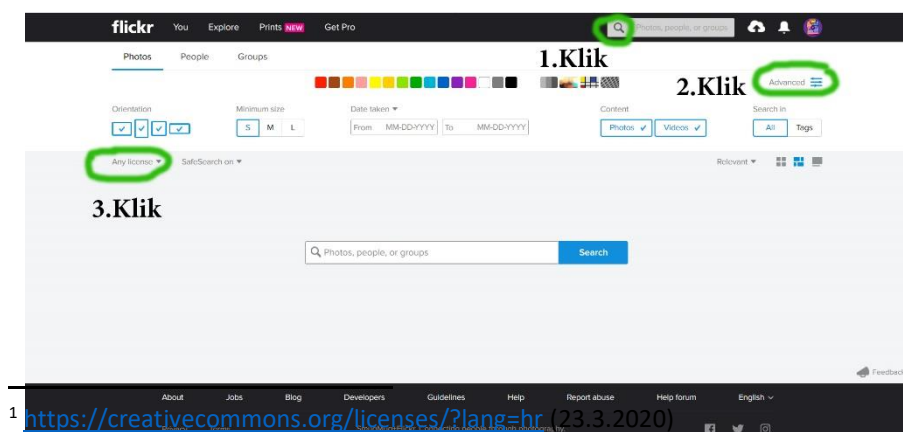 flickr You Explore Prints NEW Get Pro Photos, people, or groups
Photos People Groups
1.Klik
2.Klik
Advanced
Orientation Minimum size Date taken Content Search in
S M L From MM-DD-YYYY To MM-DD-YYYY Photos Videos All Tags
Any license SafeSearch on Relevant
3.Klik
Photos, people, or groups Search
Feedback
About Jobs Blog Developers Guidelines Help Report abuse Help forum English
1 https://creativecommons.org/licenses/?lang=hr (23.3.2020)